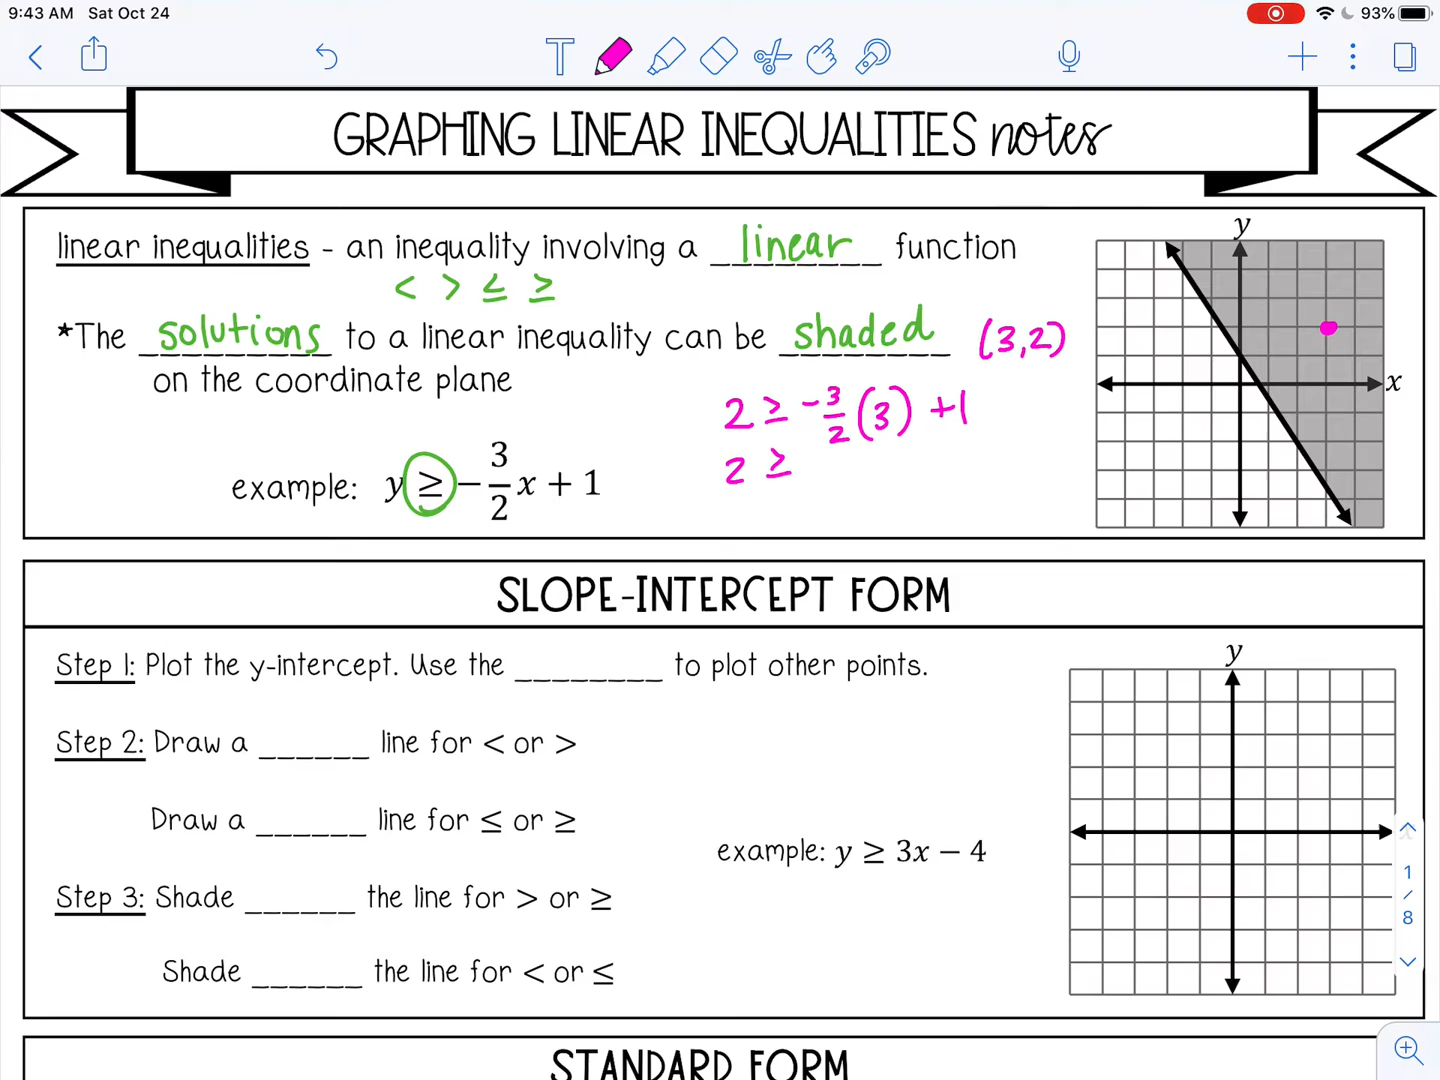 9:43 AM Sat Oct 24 93%
GRAPHING LINEAR INEQUALITIES notes
linear inequalities - an inequality involving a linear function
< > ≤ ≥
*The solutions to a linear inequality can be shaded (3,2)
on the coordinate plane
2 ≥ -3/2(3) +1
2 ≥
example: y ≥ -3/2x + 1
y
x
SLOPE-INTERCEPT FORM
Step 1: Plot the y-intercept. Use the ________ to plot other points.
Step 2: Draw a ______ line for < or >
Draw a ______ line for ≤ or ≥
example: y ≥ 3x − 4
Step 3: Shade ______ the line for > or ≥
Shade ______ the line for < or ≤
y
1
/
8
STANDARD FORM